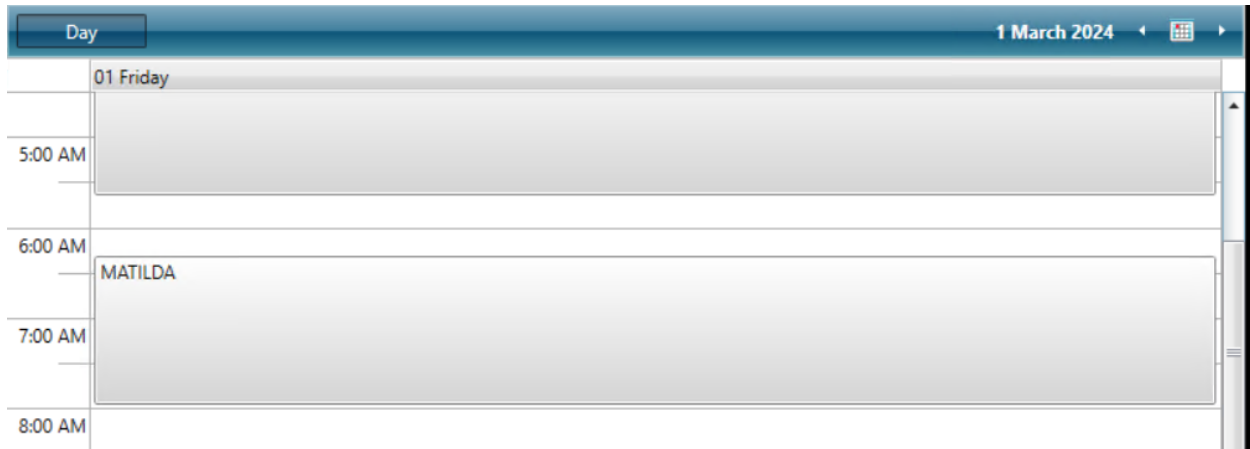 Day
1 March 2024
01 Friday
5:00 AM
6:00 AM
MATILDA
7:00 AM
8:00 AM